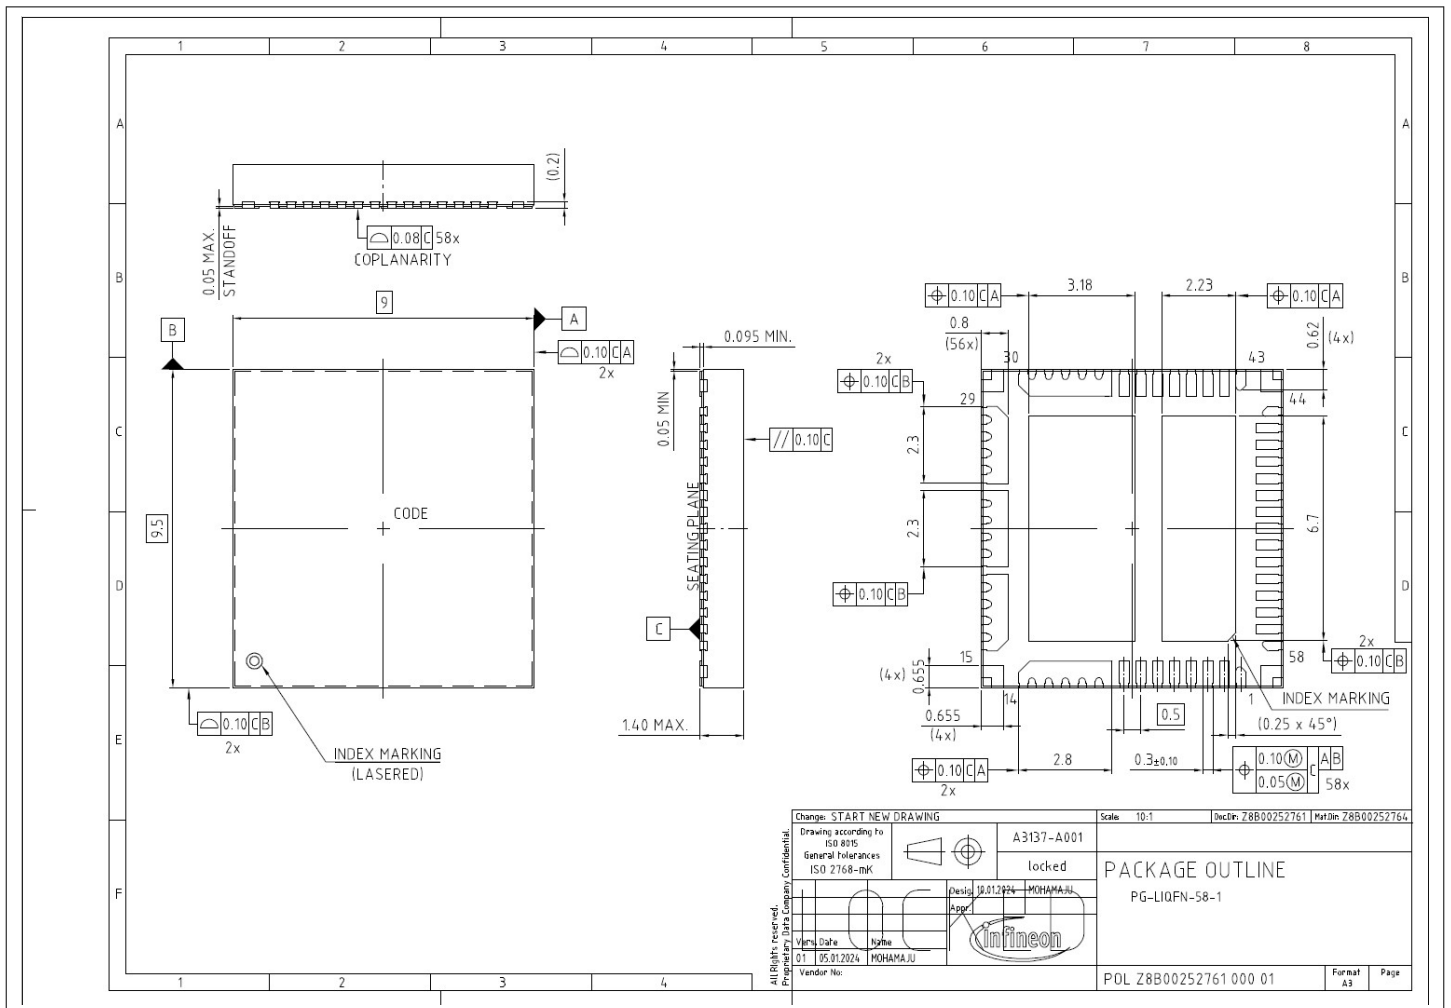 1 2 3 4 5 6 7 8
A A
(0.2)
0.05 MAX.
STANDOFF
0.08 C 58x
COPLANARITY
B B
9
A
B
0.10 C A
2x
0.095 MIN.
0.05 MIN
// 0.10 C
C C
9.5
CODE
SEATING PLANE
C
D D
0.10 C B
2x
INDEX MARKING
(LASERED)
1.40 MAX.
0.10 C A
3.18
2.23
0.10 C A
0.8
(56x)
0.62
(4x)
30
43
2x
0.10 C B
29
44
2.3
2.3
6.7
0.10 C B
15
58
2x
0.10 C B
(4x)
0.655
14
1
INDEX MARKING
(0.25 x 45°)
0.655
(4x)
0.5
E E
0.10 C A
2x
2.8
0.3±0.10
0.10 Ⓜ C A B
0.05 Ⓜ
58x
F F
Change: START NEW DRAWING
Scale: 10:1
Doc.Dir: Z8B00252761
Mat.Dir: Z8B00252764
Drawing according to
ISO 8015
General tolerances
ISO 2768-mK
A3137-A001
locked
PACKAGE OUTLINE
PG-LIQFN-58-1
Desig. 10.01.2024 MOHAMAJU
Appr.
infineon
Vers. Date Name
01 05.01.2024 MOHAMAJU
Vendor No:
POL Z8B00252761 000 01
Format
A3
Page
All Rights reserved.
Proprietary Data Company Confidential.
1 2 3 4